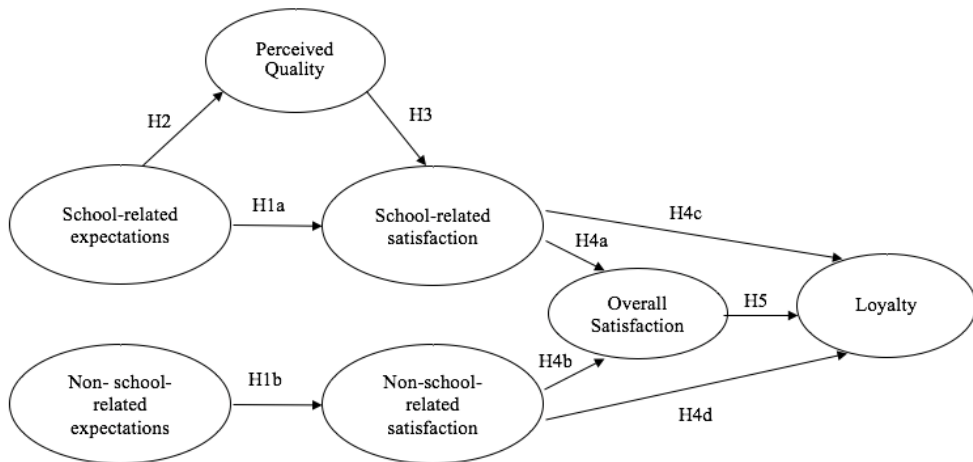 Perceived
Quality
H2
H3
School-related
expectations
H1a
School-related
satisfaction
H4c
H4a
Overall
Satisfaction
H5
Loyalty
Non- school-
related
expectations
H1b
Non-school-
related
satisfaction
H4b
H4d